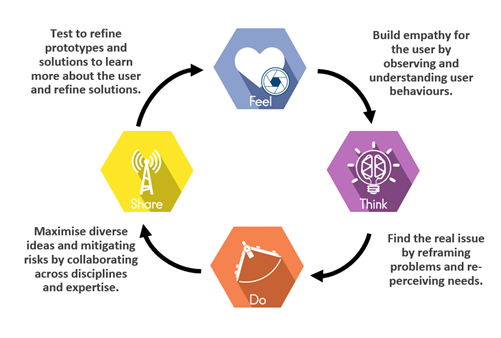 Test to refine
prototypes and
solutions to learn
more about the user
and refine solutions.
Feel
Build empathy for
the user by
observing and
understanding user
behaviours.
Think
Find the real issue
by reframing
problems and re-
perceiving needs.
Do
Maximise diverse
ideas and mitigating
risks by collaborating
across disciplines
and expertise.
Share